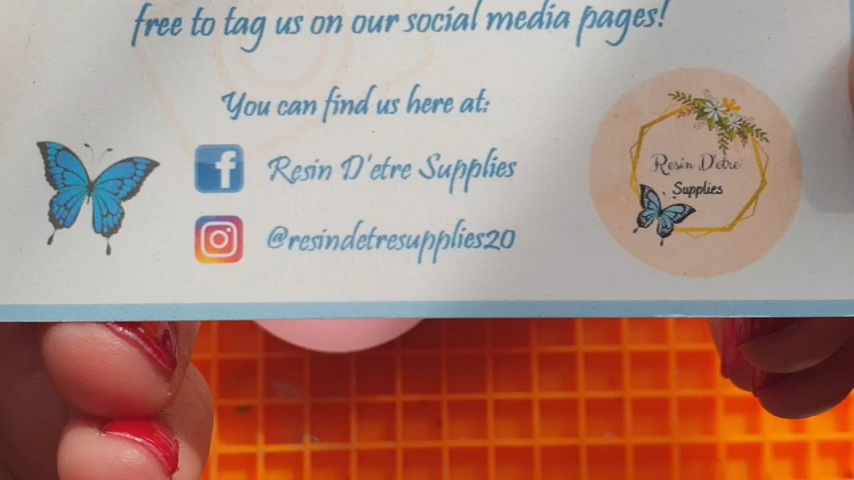 free to tag us on our social media pages!
You can find us here at:
f Resin D'etre Supplies
@resindetresupplies20
Resin D'etre
Supplies